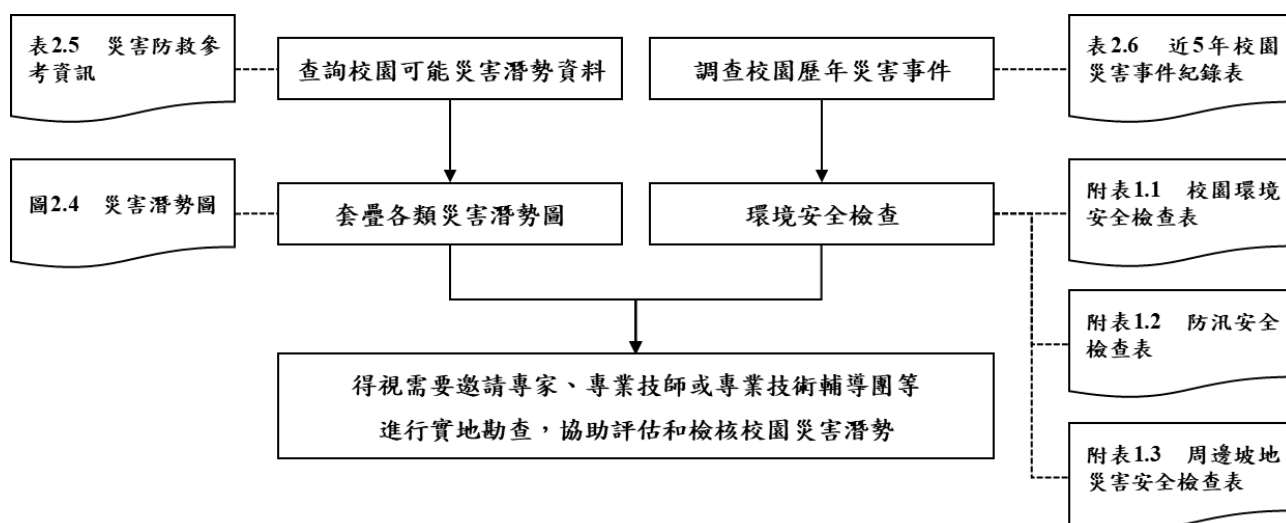 表2.5 災害防救參
考資訊
查詢校園可能災害潛勢資料
調查校園歷年災害事件
表2.6 近5年校園
災害事件紀錄表
圖2.4 災害潛勢圖
套疊各類災害潛勢圖
環境安全檢查
附表1.1 校園環境
安全檢查表
附表1.2 防汛安全
檢查表
得視需要邀請專家、專業技師或專業技術輔導團等
進行實地勘查，協助評估和檢核校園災害潛勢
附表1.3 周邊坡地
災害安全檢查表